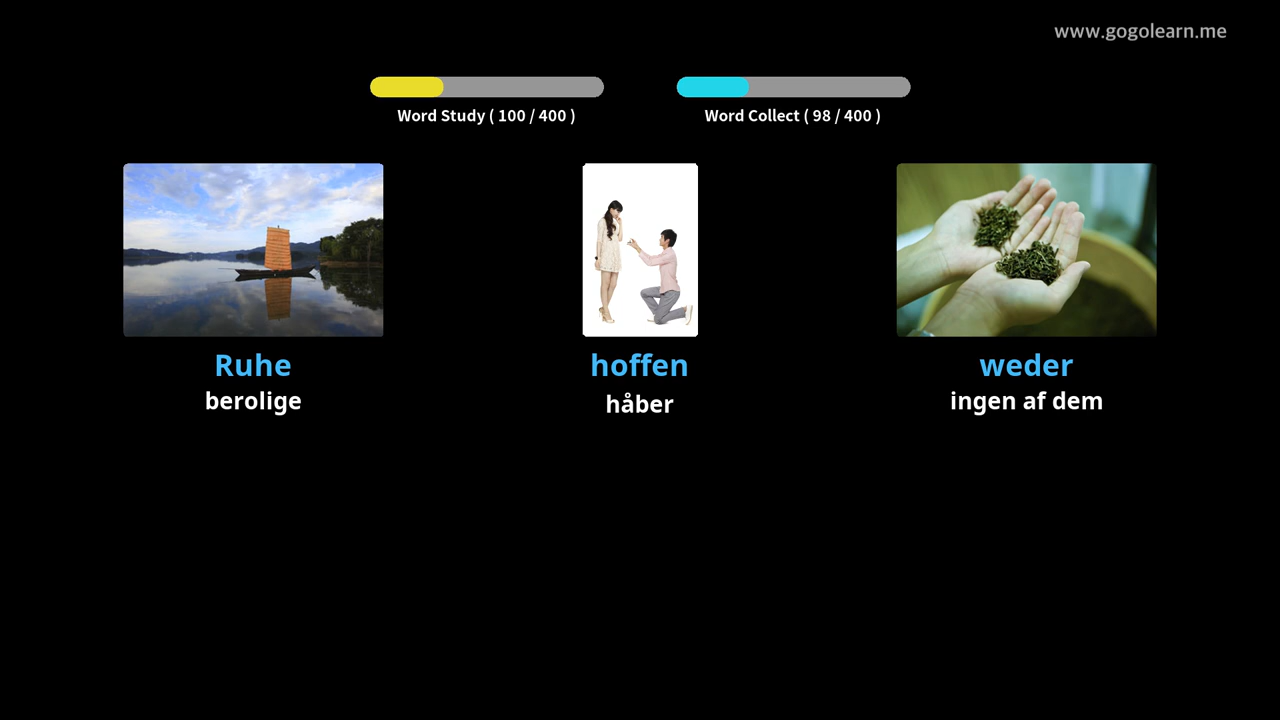 www.gogolearn.me
Word Study ( 100 / 400 )
Word Collect ( 98 / 400 )
Ruhe
berolige
hoffen
håber
weder
ingen af dem